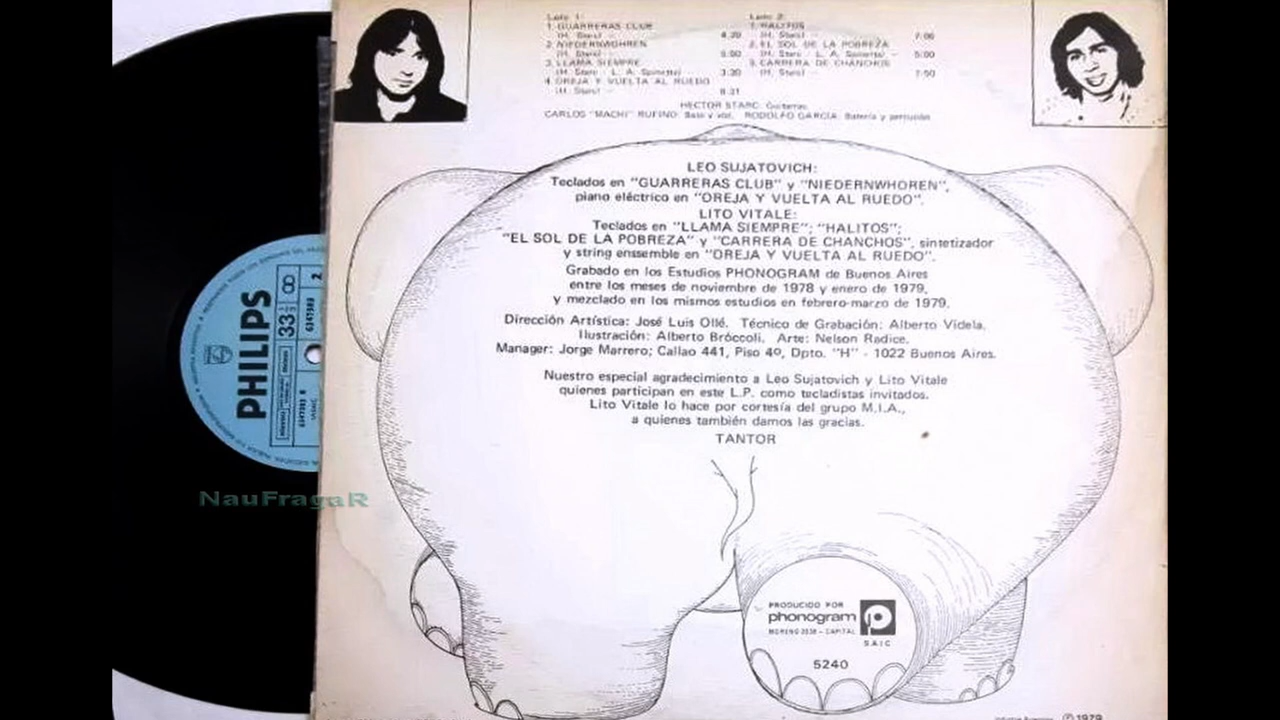 Lado 1:
1. GUARRERAS CLUB
(H. Starc) — 4.20
2. NIEDERNWOHREN
(H. Starc) —
3. LLAMA SIEMPRE
(H. Starc - L. A. Spinetta) — 3:30
4. OREJA Y VUELTA AL RUEDO
(H. Starc) —
Lado 2:
1. HALITOS
(H. Starc) —
2. EL SOL DE LA POBREZA
(H. Starc - L. A. Spinetta) — 5:00
3. CARRERA DE CHANCHOS
(H. Starc) — 7:50
HECTOR STARC: Guitarras
CARLOS "MACHI" RUFINO: Bajo y voz. RODOLFO GARCIA: Batería y percusión
LEO SUJATOVICH:
Teclados en "GUARRERAS CLUB" y "NIEDERNWHOREN",
piano eléctrico en "OREJA Y VUELTA AL RUEDO".
LITO VITALE:
Teclados en "LLAMA SIEMPRE"; "HALITOS";
"EL SOL DE LA POBREZA" y "CARRERA DE CHANCHOS", sintetizador
y string enssemble en "OREJA Y VUELTA AL RUEDO".
Grabado en los Estudios PHONOGRAM de Buenos Aires
entre los meses de noviembre de 1978 y enero de 1979,
y mezclado en los mismos estudios en febrero-marzo de 1979.
Dirección Artística: José Luis Ollé. Técnico de Grabación: Alberto Videla.
Ilustración: Alberto Bróccoli. Arte: Nelson Radice.
Manager: Jorge Marrero; Callao 441, Piso 4º, Dpto. "H" - 1022 Buenos Aires.
Nuestro especial agradecimiento a Leo Sujatovich y Lito Vitale
quienes participan en este L.P. como tecladistas invitados.
Lito Vitale lo hace por cortesía del grupo M.I.A.,
a quienes también damos las gracias.
TANTOR
PHILIPS
33
2
6347503
NauFragaR
PRODUCIDO POR
phonogram
MORENO 2038 - CAPITAL
S.A.I.C
5240
Industria Argentina
Ⓟ 1979